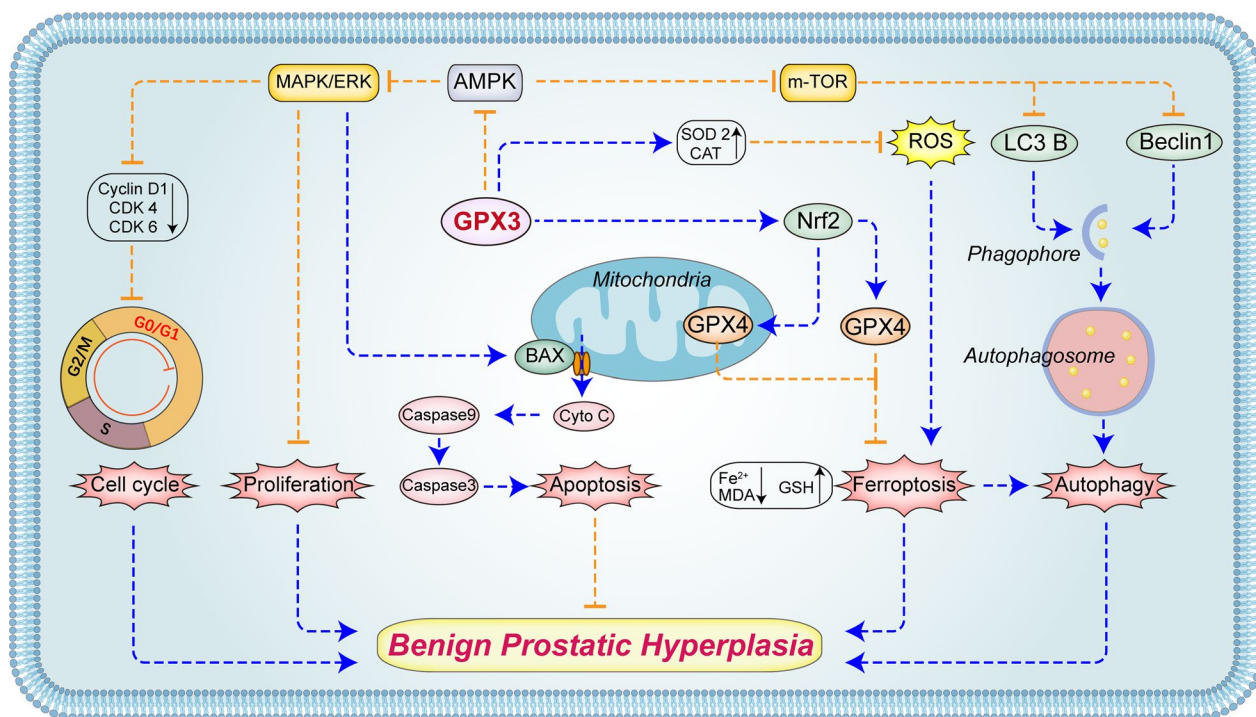 MAPK/ERK
AMPK
m-TOR
SOD 2
CAT
ROS
LC3 B
Beclin1
Cyclin D1
CDK 4
CDK 6
GPX3
Nrf2
Phagophore
Mitochondria
GPX4
GPX4
G0/G1
G2/M
S
BAX
Autophagosome
Caspase9
Cyto C
Caspase3
Cell cycle
Proliferation
Apoptosis
Fe²⁺
MDA
GSH
Ferroptosis
Autophagy
Benign Prostatic Hyperplasia